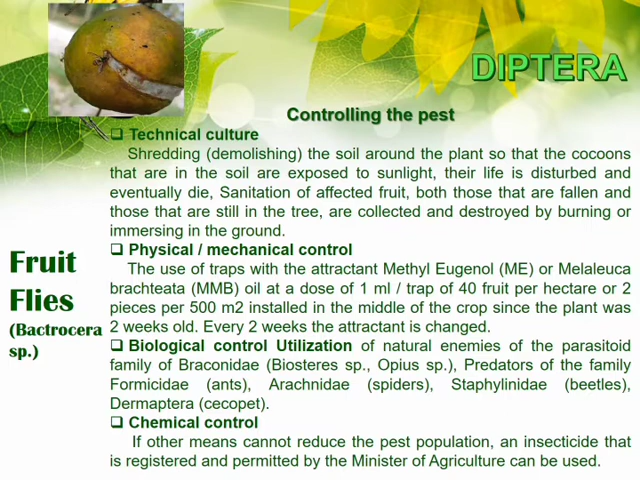 DIPTERA
Controlling the pest
❑ Technical culture
Shredding (demolishing) the soil around the plant so that the cocoons
that are in the soil are exposed to sunlight, their life is disturbed and
eventually die, Sanitation of affected fruit, both those that are fallen and
those that are still in the tree, are collected and destroyed by burning or
immersing in the ground.
❑ Physical / mechanical control
The use of traps with the attractant Methyl Eugenol (ME) or Melaleuca
brachteata (MMB) oil at a dose of 1 ml / trap of 40 fruit per hectare or 2
pieces per 500 m2 installed in the middle of the crop since the plant was
2 weeks old. Every 2 weeks the attractant is changed.
❑ Biological control Utilization of natural enemies of the parasitoid
family of Braconidae (Biosteres sp., Opius sp.), Predators of the family
Formicidae (ants), Arachnidae (spiders), Staphylinidae (beetles),
Dermaptera (cecopet).
❑ Chemical control
If other means cannot reduce the pest population, an insecticide that
is registered and permitted by the Minister of Agriculture can be used.
Fruit
Flies
(Bactrocera
sp.)